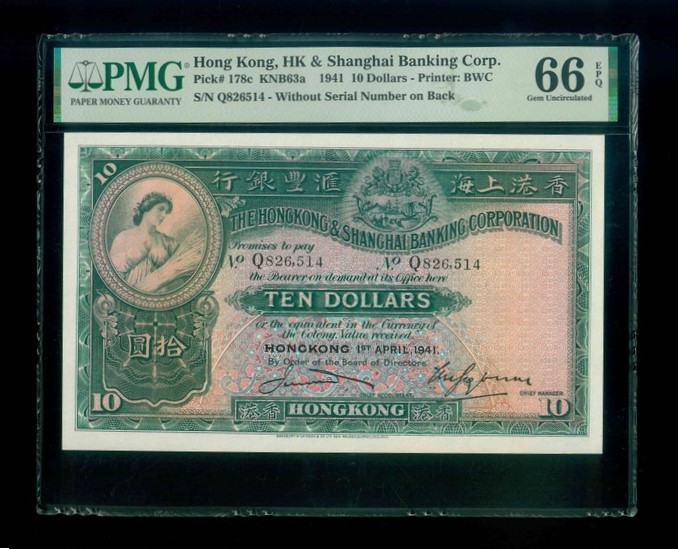 PMG
PAPER MONEY GUARANTY
Hong Kong, HK & Shanghai Banking Corp.
Pick# 178c KNB63a 1941 10 Dollars - Printer: BWC
S/N Q826514 - Without Serial Number on Back
66 EPQ
Gem Uncirculated
10
行銀豐滙 海上港香
THE HONGKONG & SHANGHAI BANKING CORPORATION
Promises to pay
No Q826,514 No Q826,514
the Bearer on demand at its Office here
TEN DOLLARS
or the equivalent in the Currency of
the Colony, Value received
HONGKONG 1ST APRIL, 1941.
By Order of the Board of Directors
圓拾
CHIEF MANAGER
10 港香 HONGKONG 港香 10